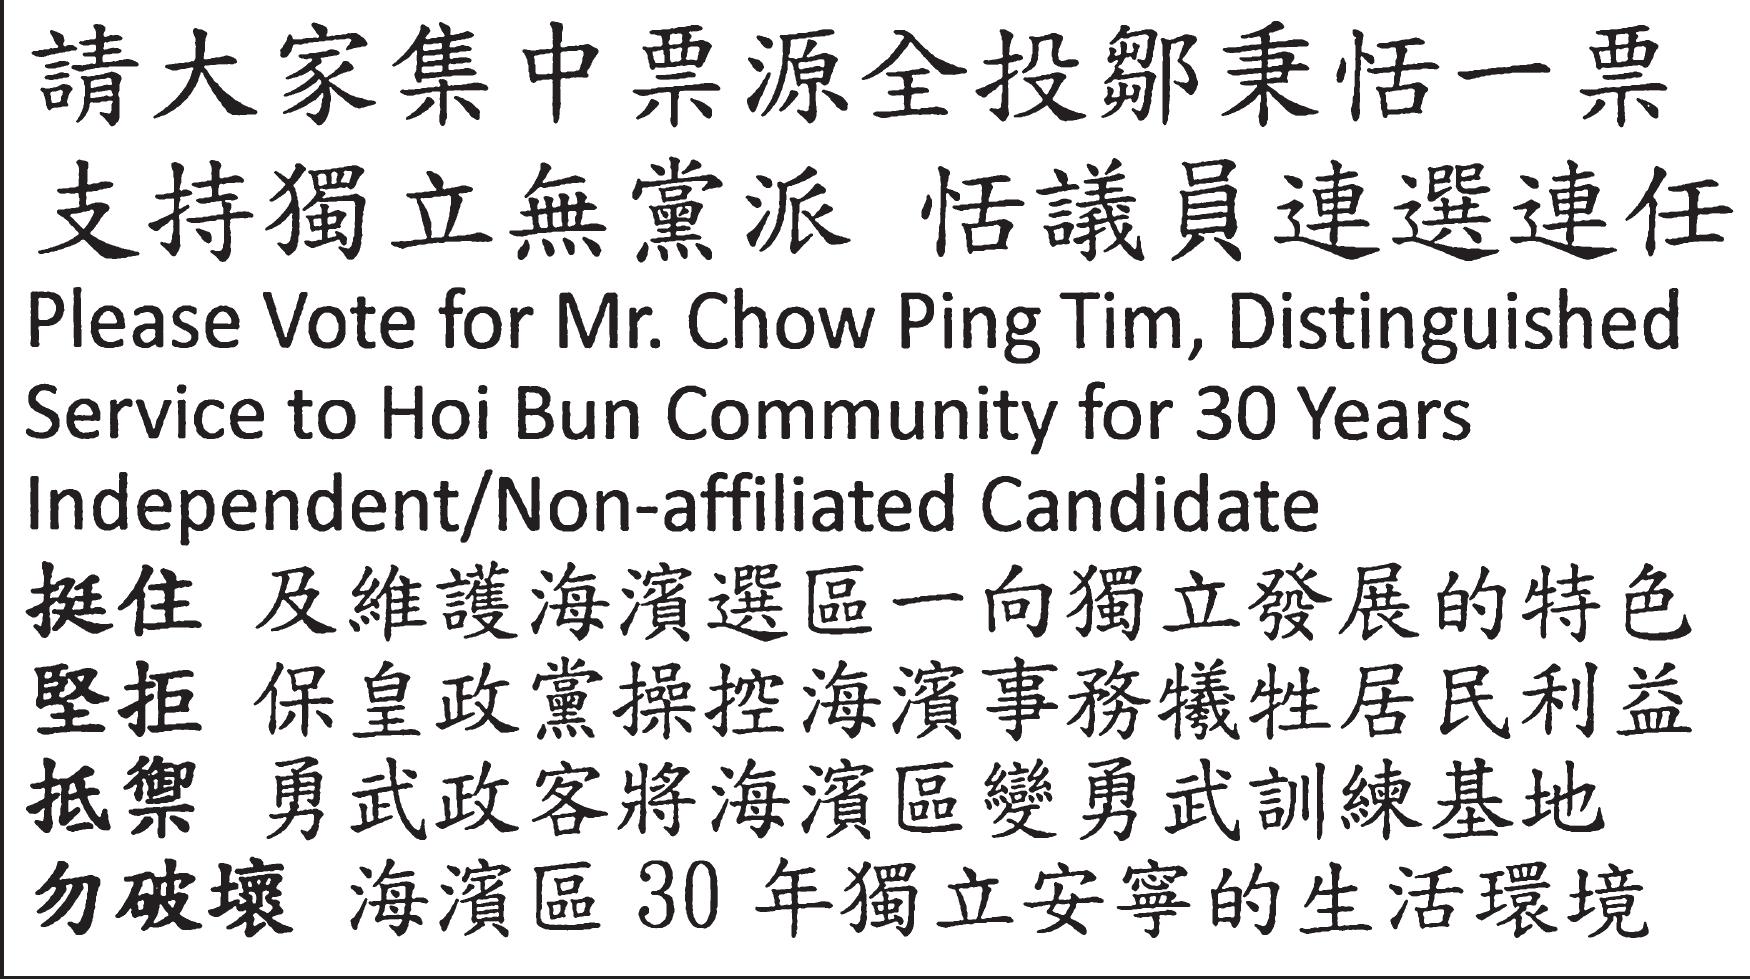 請大家集中票源全投鄒秉恬一票
支持獨立無黨派 恬議員連選連任
Please Vote for Mr. Chow Ping Tim, Distinguished
Service to Hoi Bun Community for 30 Years
Independent/Non-affiliated Candidate
挺住 及維護海濱選區一向獨立發展的特色
堅拒 保皇政黨操控海濱事務犧牲居民利益
抵禦 勇武政客將海濱區變勇武訓練基地
勿破壞 海濱區 30 年獨立安寧的生活環境